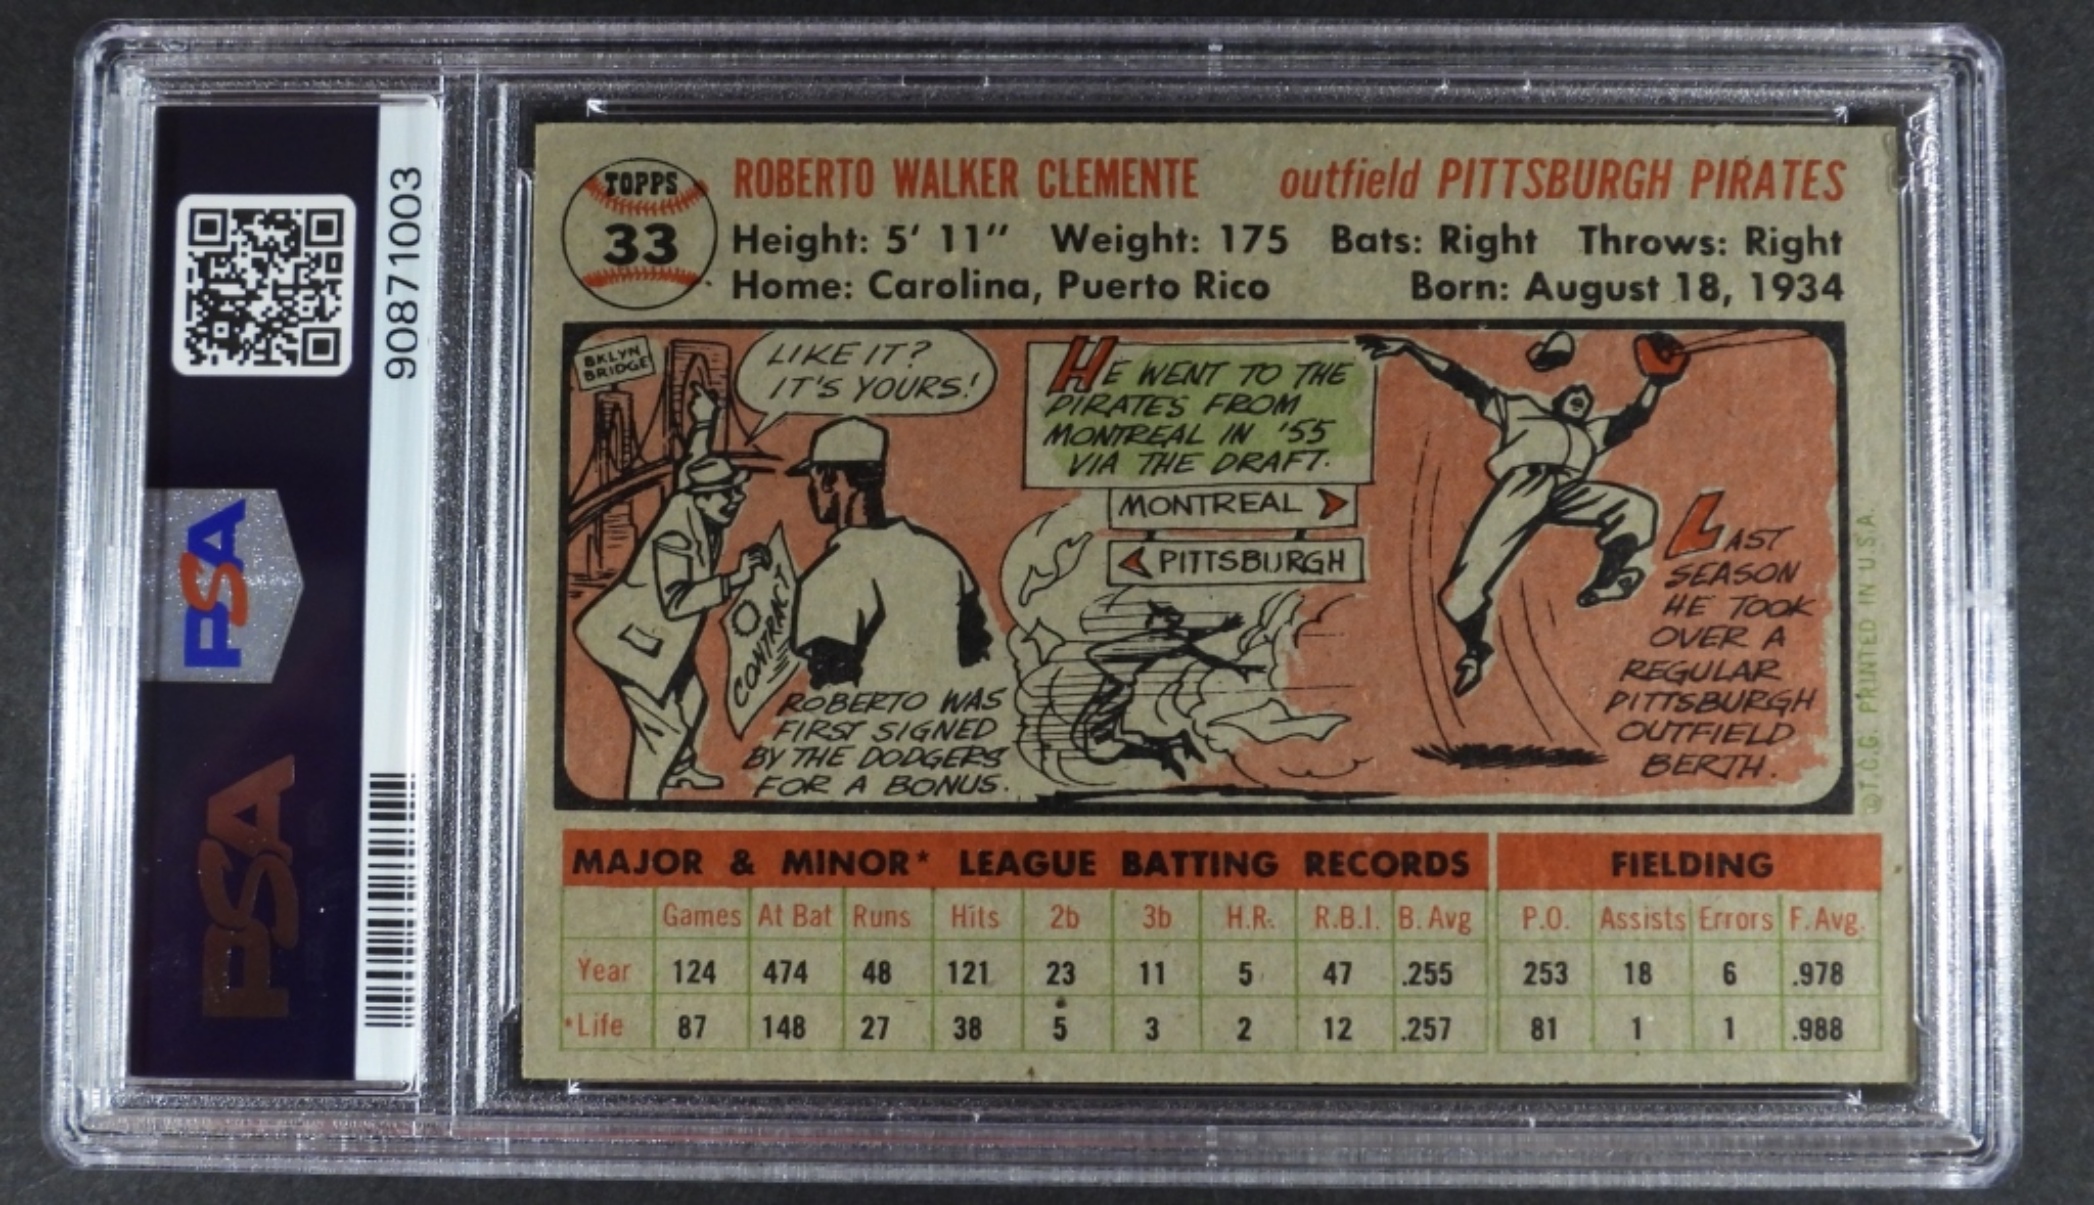 PSA
PSA
90871003
TOPPS
33
ROBERTO WALKER CLEMENTE outfield PITTSBURGH PIRATES
Height: 5' 11" Weight: 175 Bats: Right Throws: Right
Home: Carolina, Puerto Rico Born: August 18, 1934
BKLYN
BRIDGE
LIKE IT?
IT'S YOURS!
CONTRACT
ROBERTO WAS
FIRST SIGNED
BY THE DODGERS
FOR A BONUS.
HE WENT TO THE
PIRATES FROM
MONTREAL IN '55
VIA THE DRAFT.
MONTREAL
PITTSBURGH
LAST
SEASON
HE TOOK
OVER A
REGULAR
PITTSBURGH
OUTFIELD
BERTH.
©T.C.G. PRINTED IN U.S.A.
MAJOR & MINOR* LEAGUE BATTING RECORDS FIELDING
Games At Bat Runs Hits 2b 3b H.R. R.B.I. B. Avg P.O. Assists Errors F. Avg.
Year 124 474 48 121 23 11 5 47 .255 253 18 6 .978
*Life 87 148 27 38 5 3 2 12 .257 81 1 1 .988